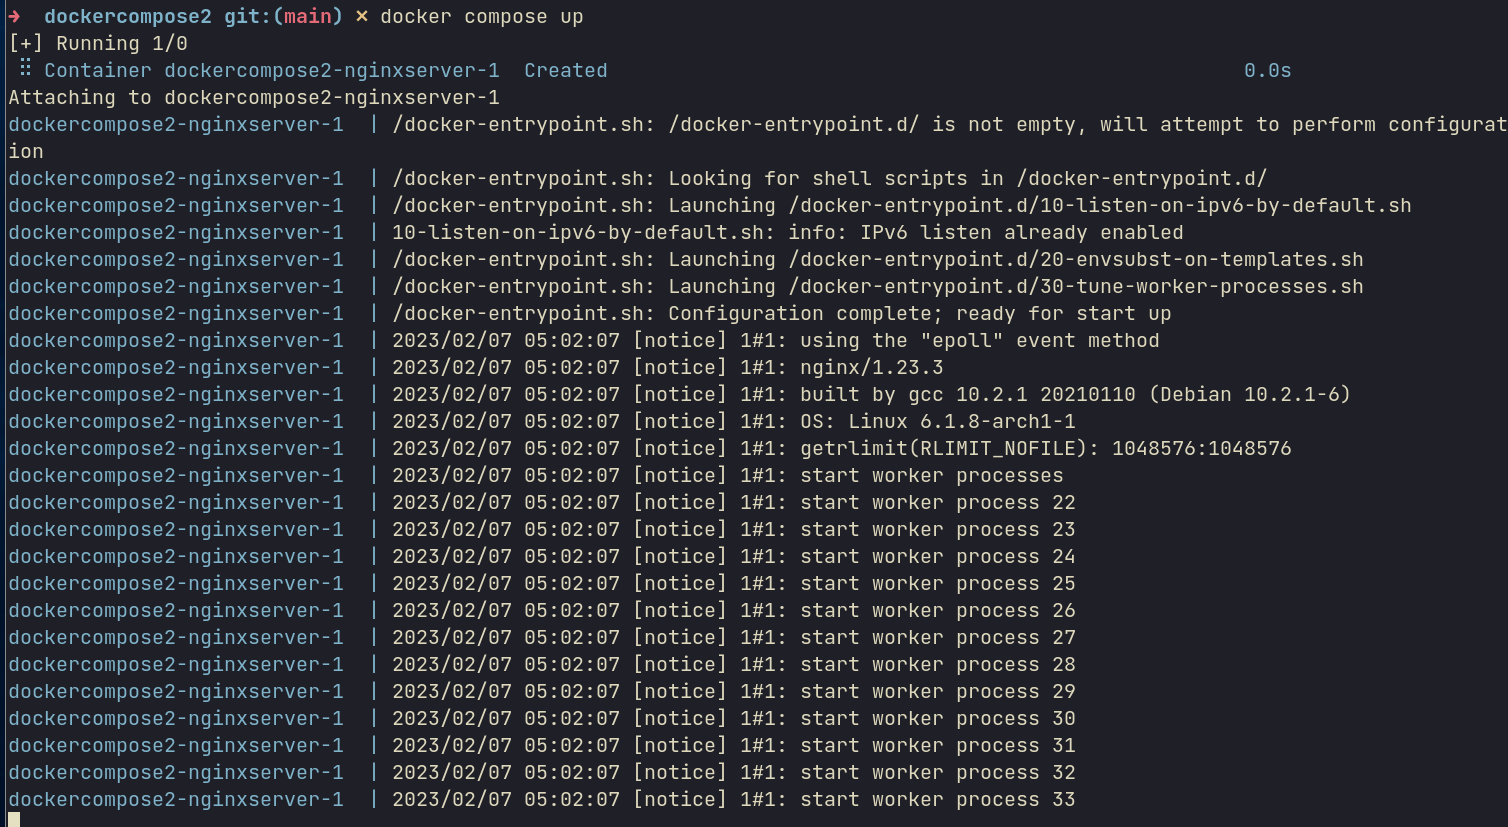 → dockercompose2 git:(main) × docker compose up
[+] Running 1/0
⠿ Container dockercompose2-nginxserver-1  Created 0.0s
Attaching to dockercompose2-nginxserver-1
dockercompose2-nginxserver-1  | /docker-entrypoint.sh: /docker-entrypoint.d/ is not empty, will attempt to perform configurat
ion
dockercompose2-nginxserver-1  | /docker-entrypoint.sh: Looking for shell scripts in /docker-entrypoint.d/
dockercompose2-nginxserver-1  | /docker-entrypoint.sh: Launching /docker-entrypoint.d/10-listen-on-ipv6-by-default.sh
dockercompose2-nginxserver-1  | 10-listen-on-ipv6-by-default.sh: info: IPv6 listen already enabled
dockercompose2-nginxserver-1  | /docker-entrypoint.sh: Launching /docker-entrypoint.d/20-envsubst-on-templates.sh
dockercompose2-nginxserver-1  | /docker-entrypoint.sh: Launching /docker-entrypoint.d/30-tune-worker-processes.sh
dockercompose2-nginxserver-1  | /docker-entrypoint.sh: Configuration complete; ready for start up
dockercompose2-nginxserver-1  | 2023/02/07 05:02:07 [notice] 1#1: using the "epoll" event method
dockercompose2-nginxserver-1  | 2023/02/07 05:02:07 [notice] 1#1: nginx/1.23.3
dockercompose2-nginxserver-1  | 2023/02/07 05:02:07 [notice] 1#1: built by gcc 10.2.1 20210110 (Debian 10.2.1-6)
dockercompose2-nginxserver-1  | 2023/02/07 05:02:07 [notice] 1#1: OS: Linux 6.1.8-arch1-1
dockercompose2-nginxserver-1  | 2023/02/07 05:02:07 [notice] 1#1: getrlimit(RLIMIT_NOFILE): 1048576:1048576
dockercompose2-nginxserver-1  | 2023/02/07 05:02:07 [notice] 1#1: start worker processes
dockercompose2-nginxserver-1  | 2023/02/07 05:02:07 [notice] 1#1: start worker process 22
dockercompose2-nginxserver-1  | 2023/02/07 05:02:07 [notice] 1#1: start worker process 23
dockercompose2-nginxserver-1  | 2023/02/07 05:02:07 [notice] 1#1: start worker process 24
dockercompose2-nginxserver-1  | 2023/02/07 05:02:07 [notice] 1#1: start worker process 25
dockercompose2-nginxserver-1  | 2023/02/07 05:02:07 [notice] 1#1: start worker process 26
dockercompose2-nginxserver-1  | 2023/02/07 05:02:07 [notice] 1#1: start worker process 27
dockercompose2-nginxserver-1  | 2023/02/07 05:02:07 [notice] 1#1: start worker process 28
dockercompose2-nginxserver-1  | 2023/02/07 05:02:07 [notice] 1#1: start worker process 29
dockercompose2-nginxserver-1  | 2023/02/07 05:02:07 [notice] 1#1: start worker process 30
dockercompose2-nginxserver-1  | 2023/02/07 05:02:07 [notice] 1#1: start worker process 31
dockercompose2-nginxserver-1  | 2023/02/07 05:02:07 [notice] 1#1: start worker process 32
dockercompose2-nginxserver-1  | 2023/02/07 05:02:07 [notice] 1#1: start worker process 33